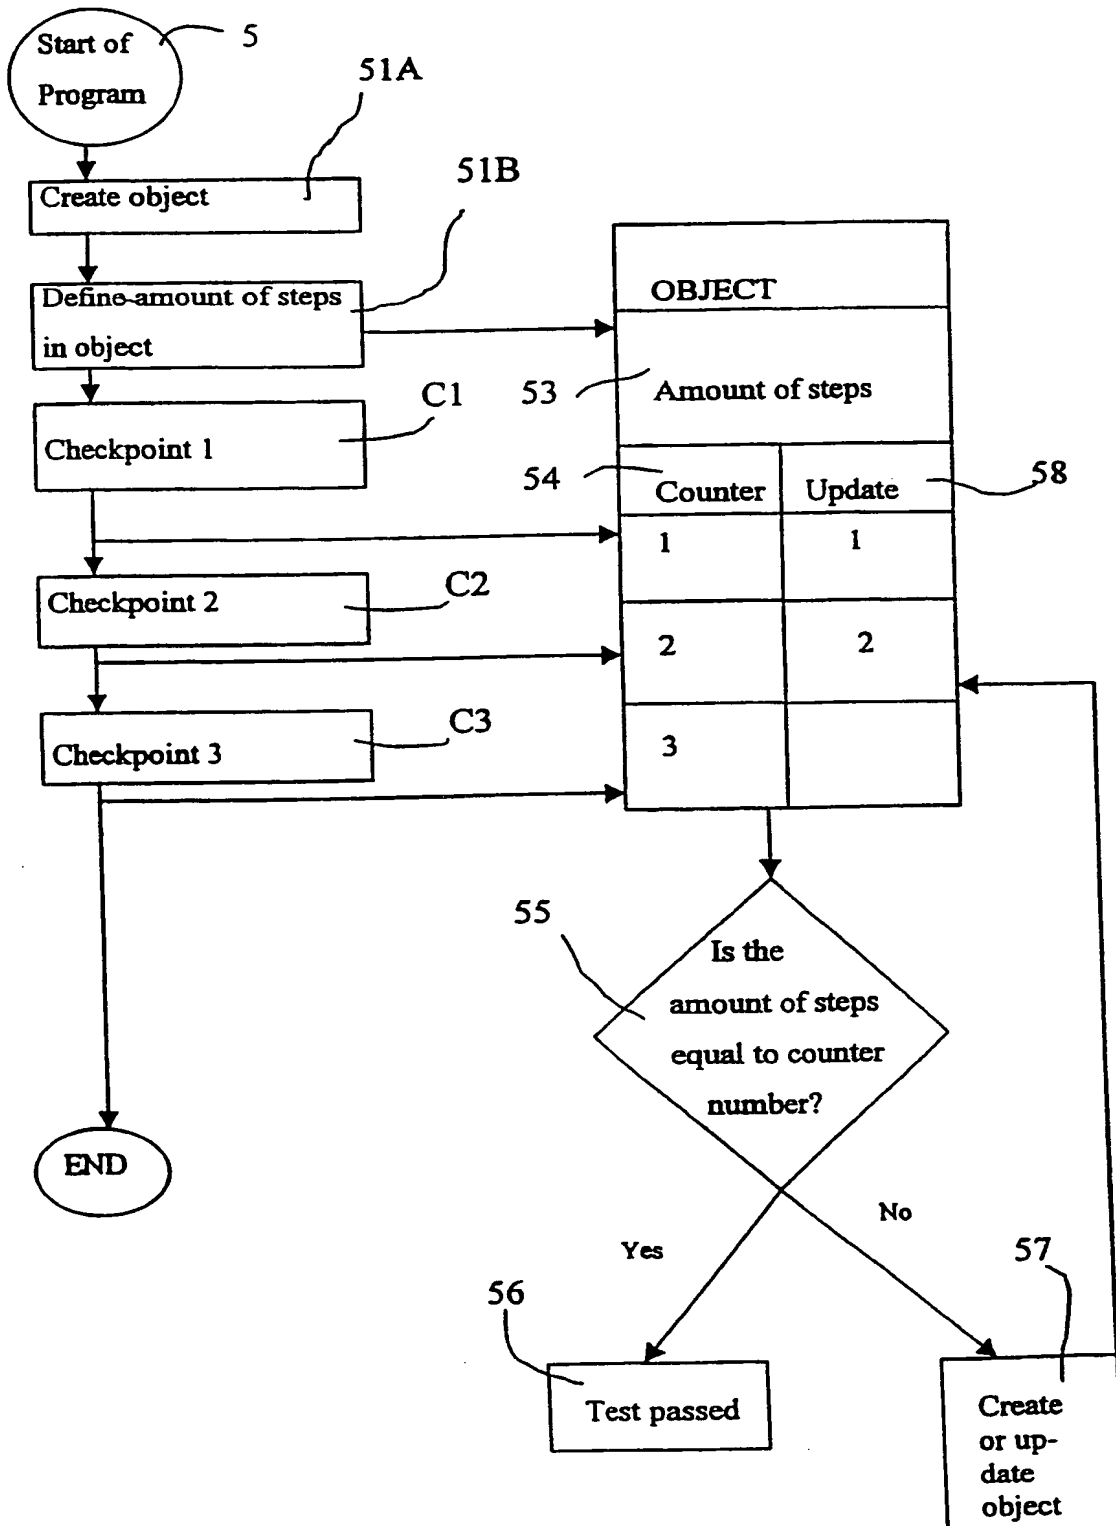 Start of
Program
5
51A
Create object
51B
Define amount of steps
in object
C1
Checkpoint 1
C2
Checkpoint 2
C3
Checkpoint 3
END
OBJECT
53
Amount of steps
54
Counter
Update
58
1
1
2
2
3
55
Is the
amount of steps
equal to counter
number?
Yes
No
56
Test passed
57
Create
or up-
date
object